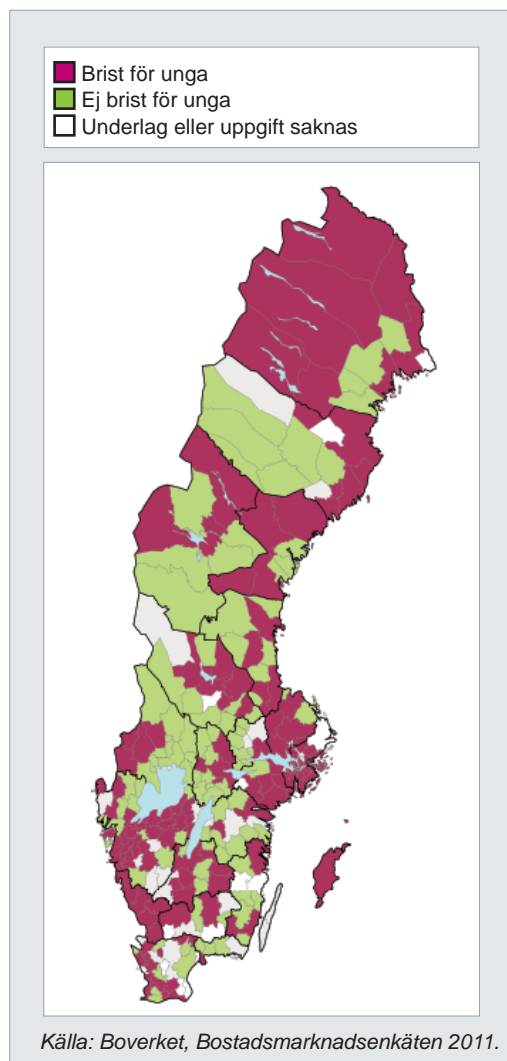 Brist för unga
Ej brist för unga
Underlag eller uppgift saknas
Källa: Boverket, Bostadsmarknadsenkäten 2011.